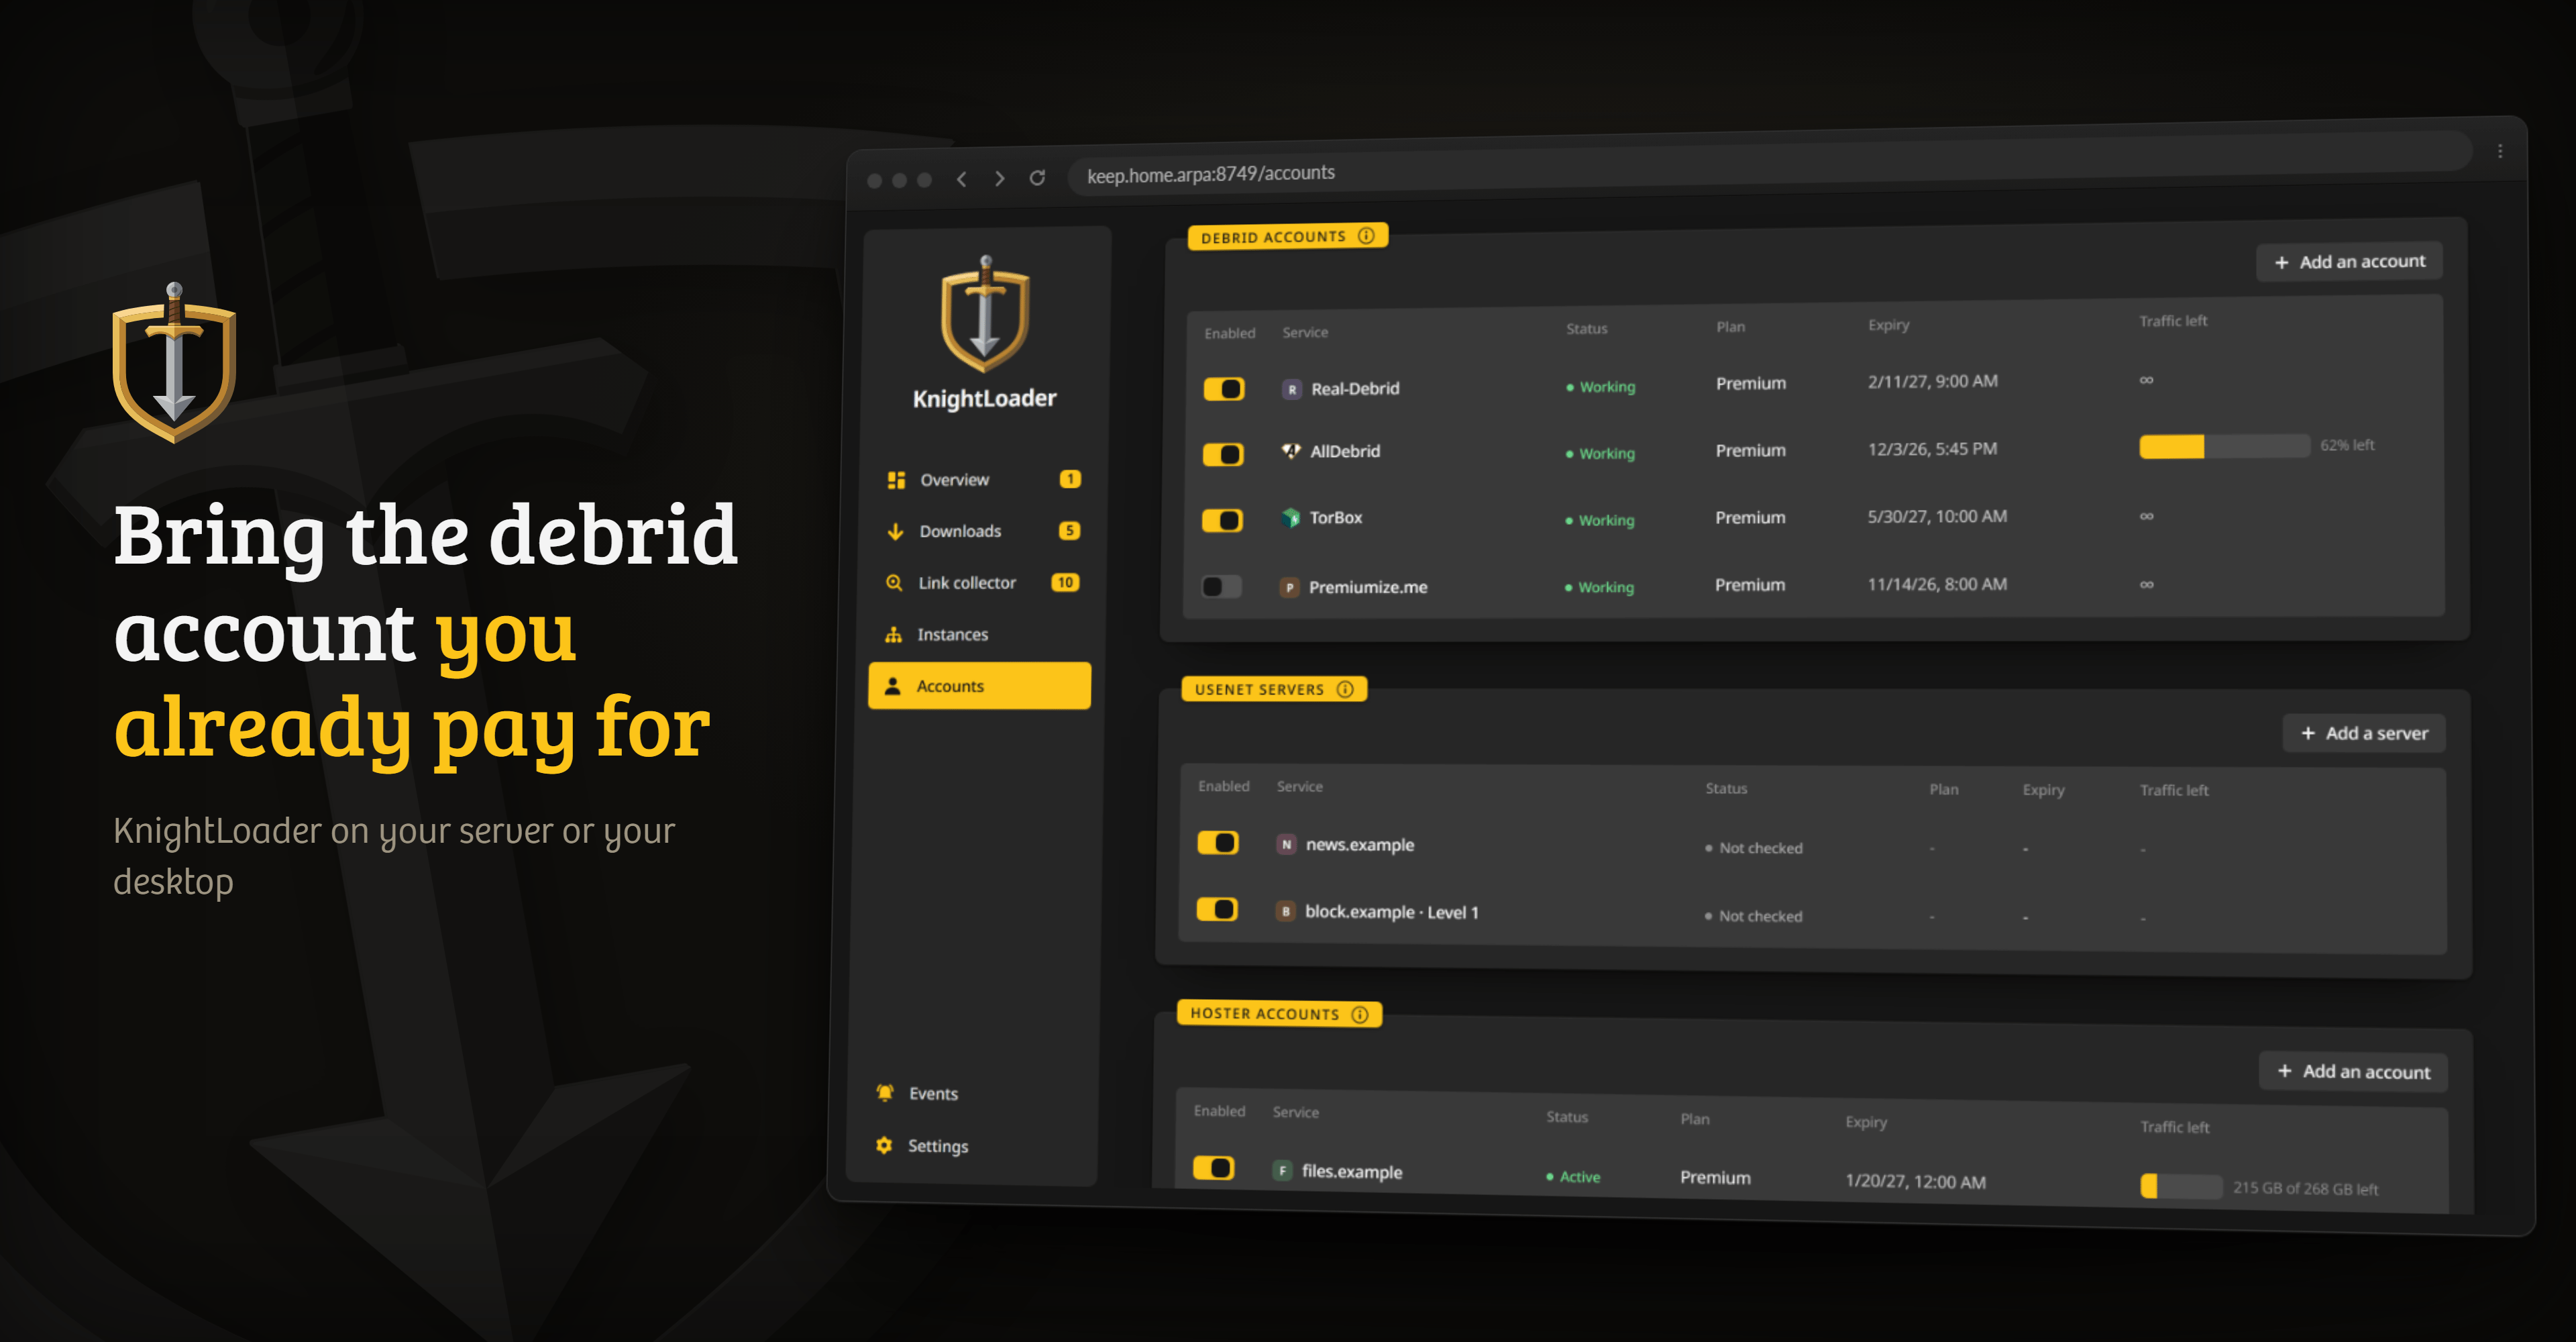 Bring the debrid
account you
already pay for
KnightLoader on your server or your
desktop
keep.home.arpa:8749/accounts
KnightLoader
Overview 1
Downloads 5
Link collector 10
Instances
Accounts
Events
Settings
DEBRID ACCOUNTS
+ Add an account
Enabled Service Status Plan Expiry Traffic left
R Real-Debrid Working Premium 2/11/27, 9:00 AM ∞
AllDebrid Working Premium 12/3/26, 5:45 PM 62% left
TorBox Working Premium 5/30/27, 10:00 AM ∞
P Premiumize.me Working Premium 11/14/26, 8:00 AM ∞
USENET SERVERS
+ Add a server
Enabled Service Status Plan Expiry Traffic left
N news.example Not checked - - -
B block.example · Level 1 Not checked - - -
HOSTER ACCOUNTS
+ Add an account
Enabled Service Status Plan Expiry Traffic left
F files.example Active Premium 1/20/27, 12:00 AM 215 GB of 268 GB left